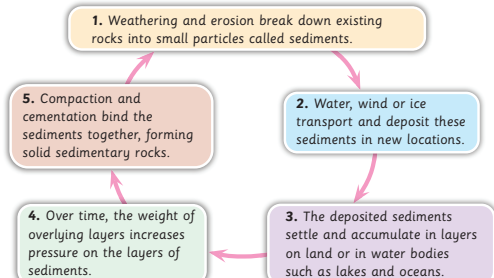 1. Weathering and erosion break down existing
rocks into small particles called sediments.
2. Water, wind or ice
transport and deposit these
sediments in new locations.
3. The deposited sediments
settle and accumulate in layers
on land or in water bodies
such as lakes and oceans.
4. Over time, the weight of
overlying layers increases
pressure on the layers of
sediments.
5. Compaction and
cementation bind the
sediments together, forming
solid sedimentary rocks.